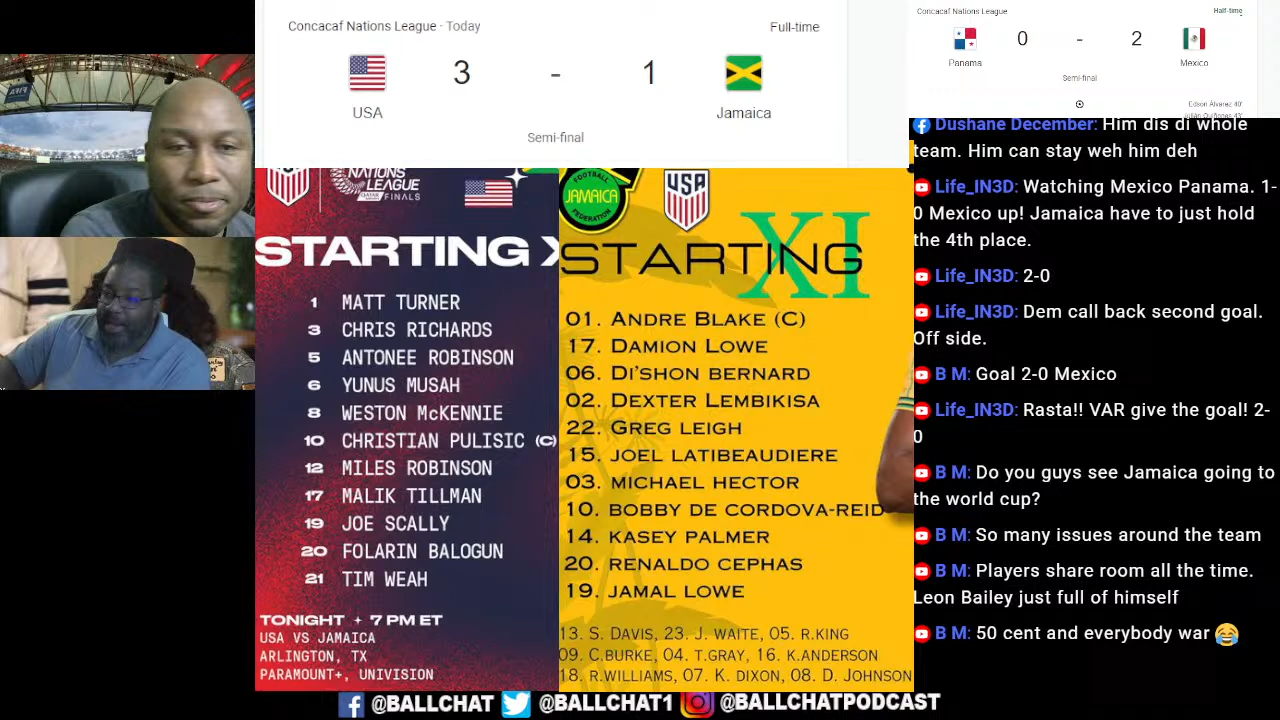 Concacaf Nations League · Today
Full-time
USA
3
-
1
Jamaica
Semi-final
Concacaf Nations League
Half-time
0
-
2
Panama
Mexico
Semi-final
Edson Álvarez 40'
Julián Quiñones 43'
FIFA
NATIONS
LEAGUE
FINALS
STARTING X
1 MATT TURNER
3 CHRIS RICHARDS
5 ANTONEE ROBINSON
6 YUNUS MUSAH
8 WESTON McKENNIE
10 CHRISTIAN PULISIC (C)
12 MILES ROBINSON
17 MALIK TILLMAN
19 JOE SCALLY
20 FOLARIN BALOGUN
21 TIM WEAH
TONIGHT + 7 PM ET
USA VS JAMAICA
ARLINGTON, TX
PARAMOUNT+, UNIVISION
FOOTBALL
JAMAICA
FEDERATION
USA
STARTING
XI
01. ANDRE BLAKE (C)
17. DAMION LOWE
06. DI'SHON BERNARD
02. DEXTER LEMBIKISA
22. GREG LEIGH
15. JOEL LATIBEAUDIERE
03. MICHAEL HECTOR
10. BOBBY DE CORDOVA-REID
14. KASEY PALMER
20. RENALDO CEPHAS
19. JAMAL LOWE
13. S. DAVIS, 23. J. WAITE, 05. R.KING
09. C.BURKE, 04. T.GRAY, 16. K.ANDERSON
18. R.WILLIAMS, 07. K. DIXON, 08. D. JOHNSON
Dushane December: Him dis di whole
team. Him can stay weh him deh
Life_IN3D: Watching Mexico Panama. 1-
0 Mexico up! Jamaica have to just hold
the 4th place.
Life_IN3D: 2-0
Life_IN3D: Dem call back second goal.
Off side.
B M: Goal 2-0 Mexico
Life_IN3D: Rasta!! VAR give the goal! 2-
0
B M: Do you guys see Jamaica going to
the world cup?
B M: So many issues around the team
B M: Players share room all the time.
Leon Bailey just full of himself
B M: 50 cent and everybody war 😂
@BALLCHAT @BALLCHAT1 @BALLCHATPODCAST